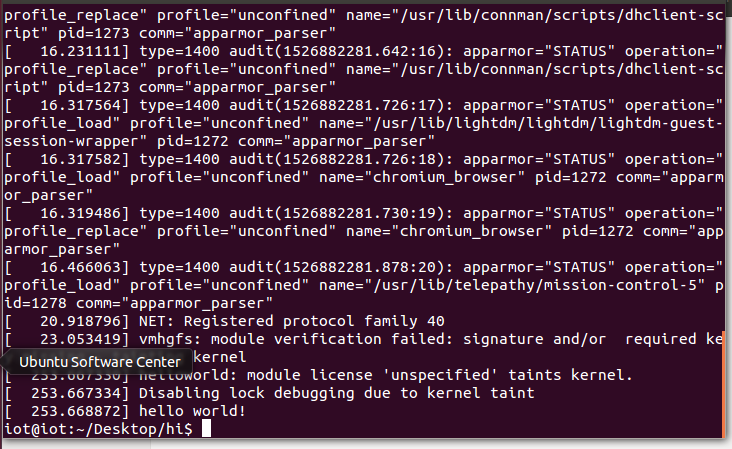 profile_replace" profile="unconfined" name="/usr/lib/connman/scripts/dhclient-sc
ript" pid=1273 comm="apparmor_parser"
[   16.231111] type=1400 audit(1526882281.642:16): apparmor="STATUS" operation="
profile_replace" profile="unconfined" name="/usr/lib/connman/scripts/dhclient-sc
ript" pid=1273 comm="apparmor_parser"
[   16.317564] type=1400 audit(1526882281.726:17): apparmor="STATUS" operation="
profile_load" profile="unconfined" name="/usr/lib/lightdm/lightdm/lightdm-guest-
session-wrapper" pid=1272 comm="apparmor_parser"
[   16.317582] type=1400 audit(1526882281.726:18): apparmor="STATUS" operation="
profile_load" profile="unconfined" name="chromium_browser" pid=1272 comm="apparm
or_parser"
[   16.319486] type=1400 audit(1526882281.730:19): apparmor="STATUS" operation="
profile_replace" profile="unconfined" name="chromium_browser" pid=1272 comm="app
armor_parser"
[   16.466063] type=1400 audit(1526882281.878:20): apparmor="STATUS" operation="
profile_load" profile="unconfined" name="/usr/lib/telepathy/mission-control-5" p
id=1278 comm="apparmor_parser"
[   20.918796] NET: Registered protocol family 40
[   23.053419] vmhgfs: module verification failed: signature and/or  required ke
Ubuntu Software Center kernel
[  253.667330] helloworld: module license 'unspecified' taints kernel.
[  253.667334] Disabling lock debugging due to kernel taint
[  253.668872] hello world!
iot@iot:~/Desktop/hi$